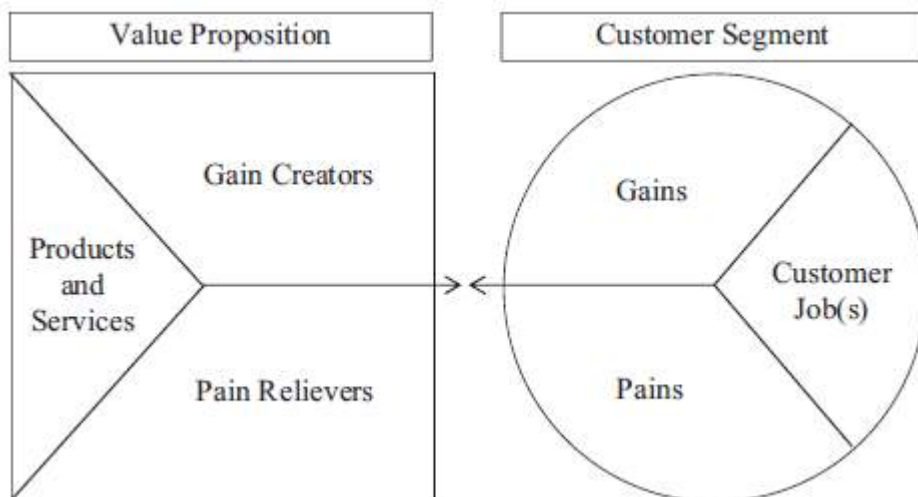 Value Proposition
Customer Segment
Gain Creators
Products
and
Services
Pain Relievers
Gains
Customer
Job(s)
Pains